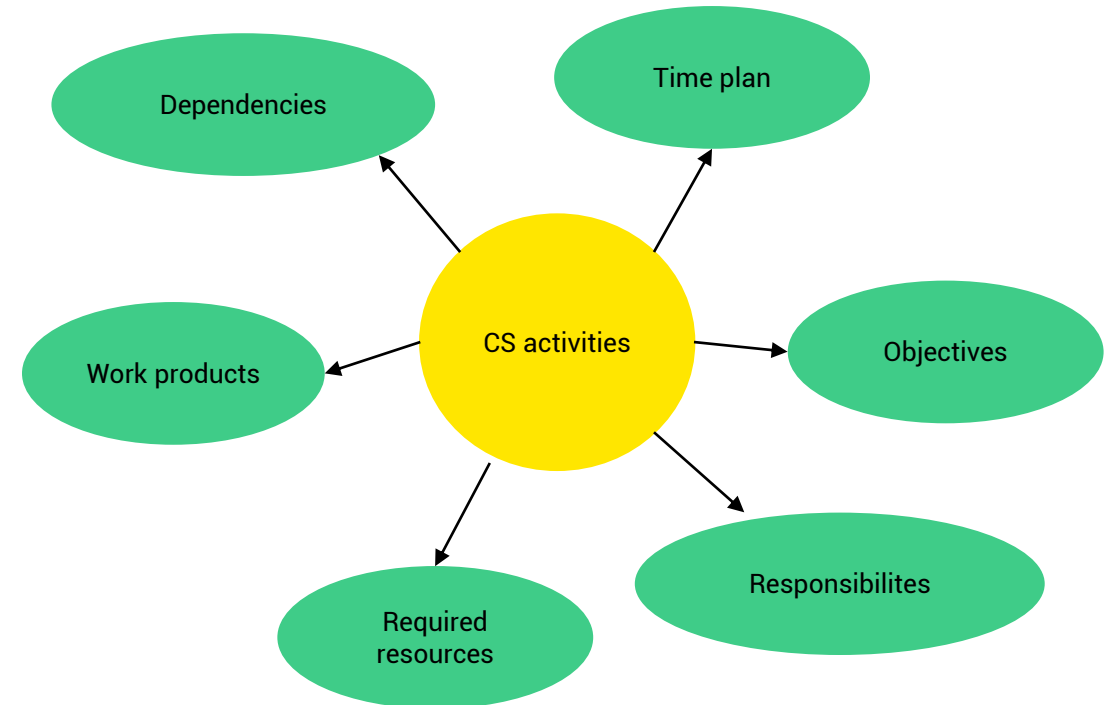 Time plan
Dependencies
CS activities
Objectives
Work products
Responsibilites
Required
resources